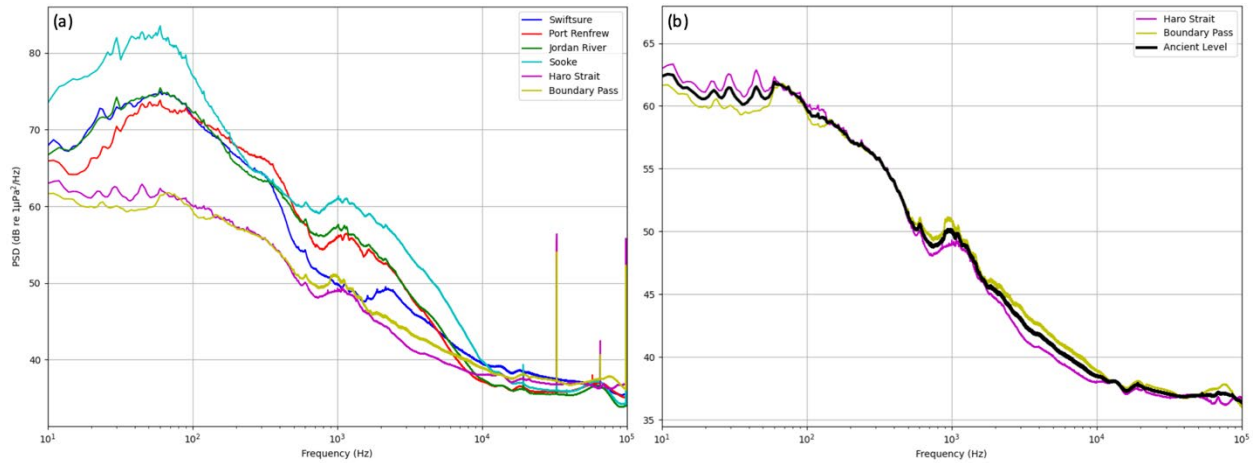 (a)
Swiftsure
Port Renfrew
Jordan River
Sooke
Haro Strait
Boundary Pass
80
70
60
50
40
PSD (dB re 1µPa²/Hz)
10¹ 10² 10³ 10⁴ 10⁵
Frequency (Hz)
(b)
Haro Strait
Boundary Pass
Ancient Level
65
60
55
50
45
40
35
10¹ 10² 10³ 10⁴ 10⁵
Frequency (Hz)